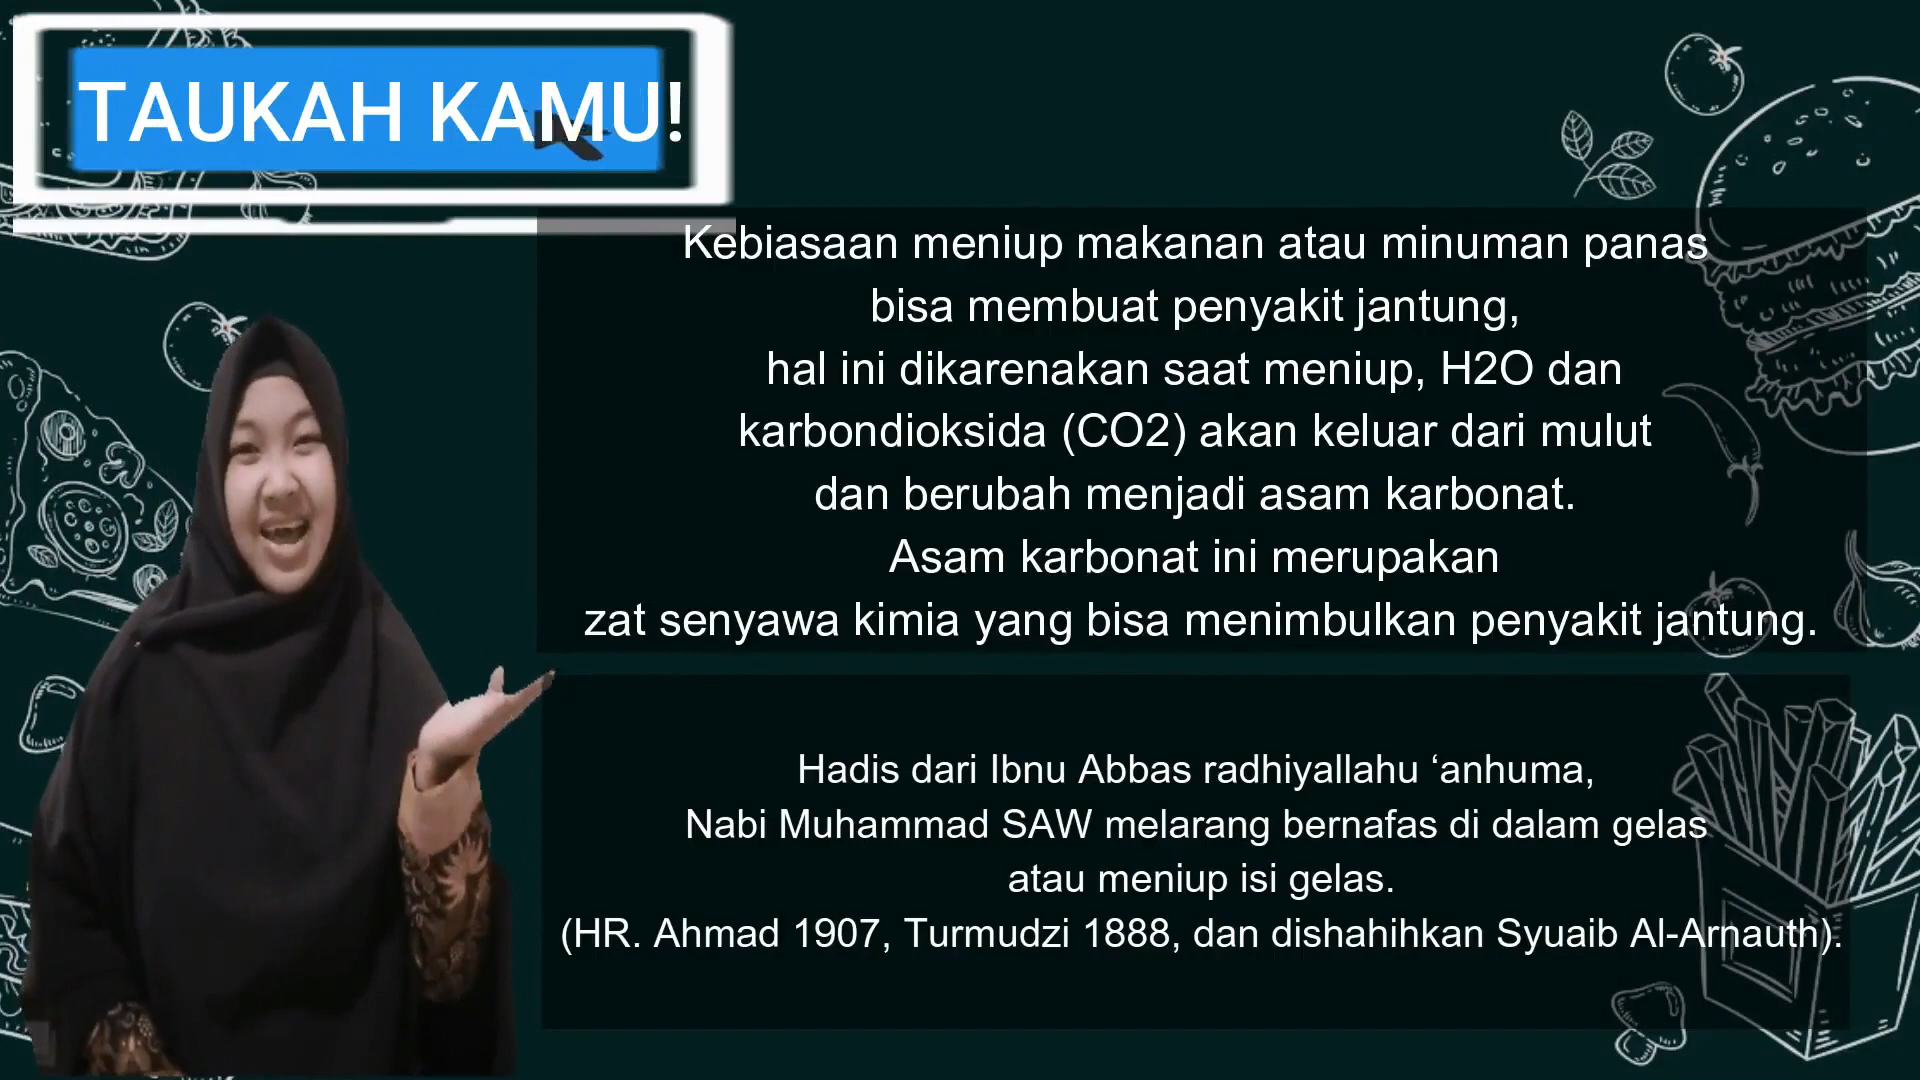 TAUKAH KAMU!
Kebiasaan meniup makanan atau minuman panas
bisa membuat penyakit jantung,
hal ini dikarenakan saat meniup, H2O dan
karbondioksida (CO2) akan keluar dari mulut
dan berubah menjadi asam karbonat.
Asam karbonat ini merupakan
zat senyawa kimia yang bisa menimbulkan penyakit jantung.
Hadis dari Ibnu Abbas radhiyallahu ‘anhuma,
Nabi Muhammad SAW melarang bernafas di dalam gelas
atau meniup isi gelas.
(HR. Ahmad 1907, Turmudzi 1888, dan dishahihkan Syuaib Al-Arnauth).